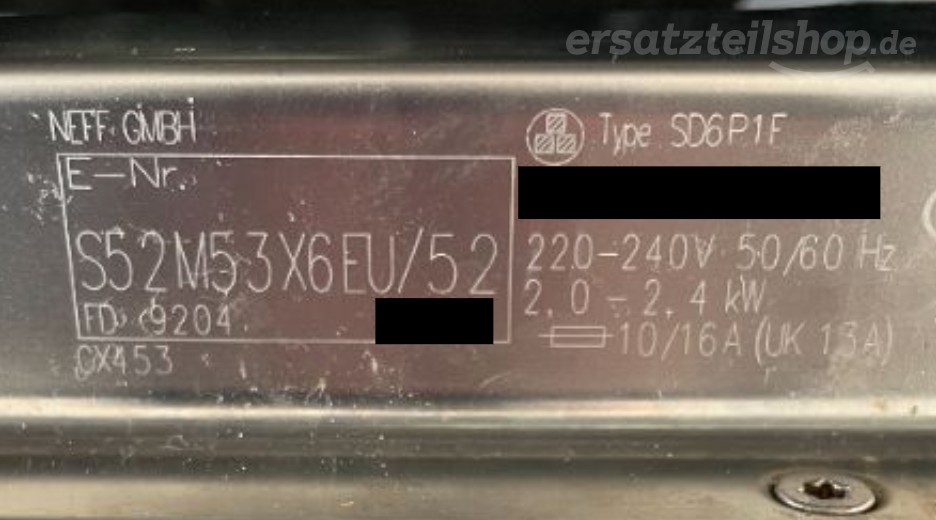 ersatzteilshop.de
NEFF GMBH
E-Nr.
S52M53X6EU/52
FD 9204
GX453
Type SD6P1F
220-240V 50/60 Hz
2,0 - 2,4 kW
10/16A (UK 13A)